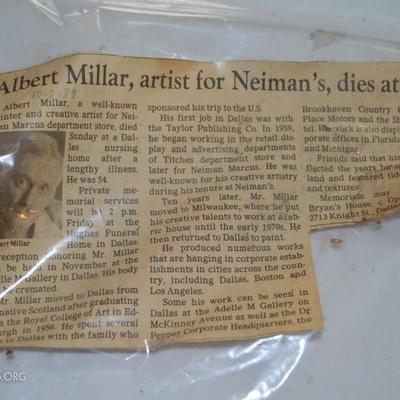 Albert Millar, artist for Neiman's, dies at
10-5-89
Albert Millar, a well-known
inter and creative artist for Nei-
an Marcus department store, died
Sunday at a Dal-
nursing
home after a
lengthy illness.
He was 54.
Private me-
morial services
will be 2 p.m.
Friday at the
Hughes Funeral
Home in Dallas.
reception honoring Mr. Millar
be held in November at the
elle M Gallery in Dallas. His body
be cremated.
Mr. Millar moved to Dallas from
native Scotland after graduating
the Royal College of Art in Ed-
urgh in 1956. He spent several
in Dallas with the family who
ert Millar
sponsored his trip to the U.S.
His first job in Dallas was with
the Taylor Publishing Co. In 1959,
he began working in the retail dis-
play and advertising departments
of Titches department store and
later for Neiman Marcus. He was
well-known for his creative artistry
during his tenure at Neiman's.
Ten years later, Mr. Millar
moved to Milwaukee, where he put
his creative talents to work at a fab-
ric house until the early 1970s. He
then returned to Dallas to paint.
He produced numerous works
that are hanging in corporate estab-
lishments in cities across the coun-
try, including Dallas, Boston and
Los Angeles.
Some his work can be seen in
Dallas at the Adelle M Gallery on
McKinney Avenue as well as the Dr
Pepper Corporate Headquarters, the
Brookhaven Country C
Place Motors and the Sh
tel. His work is also displa
porate offices in Florida
and Michigan.
Friends said that his
flected the years he
land and featured
and textures.
Memorials may
Bryan's House, c
2713 Knight St., Dallas
S.ORG